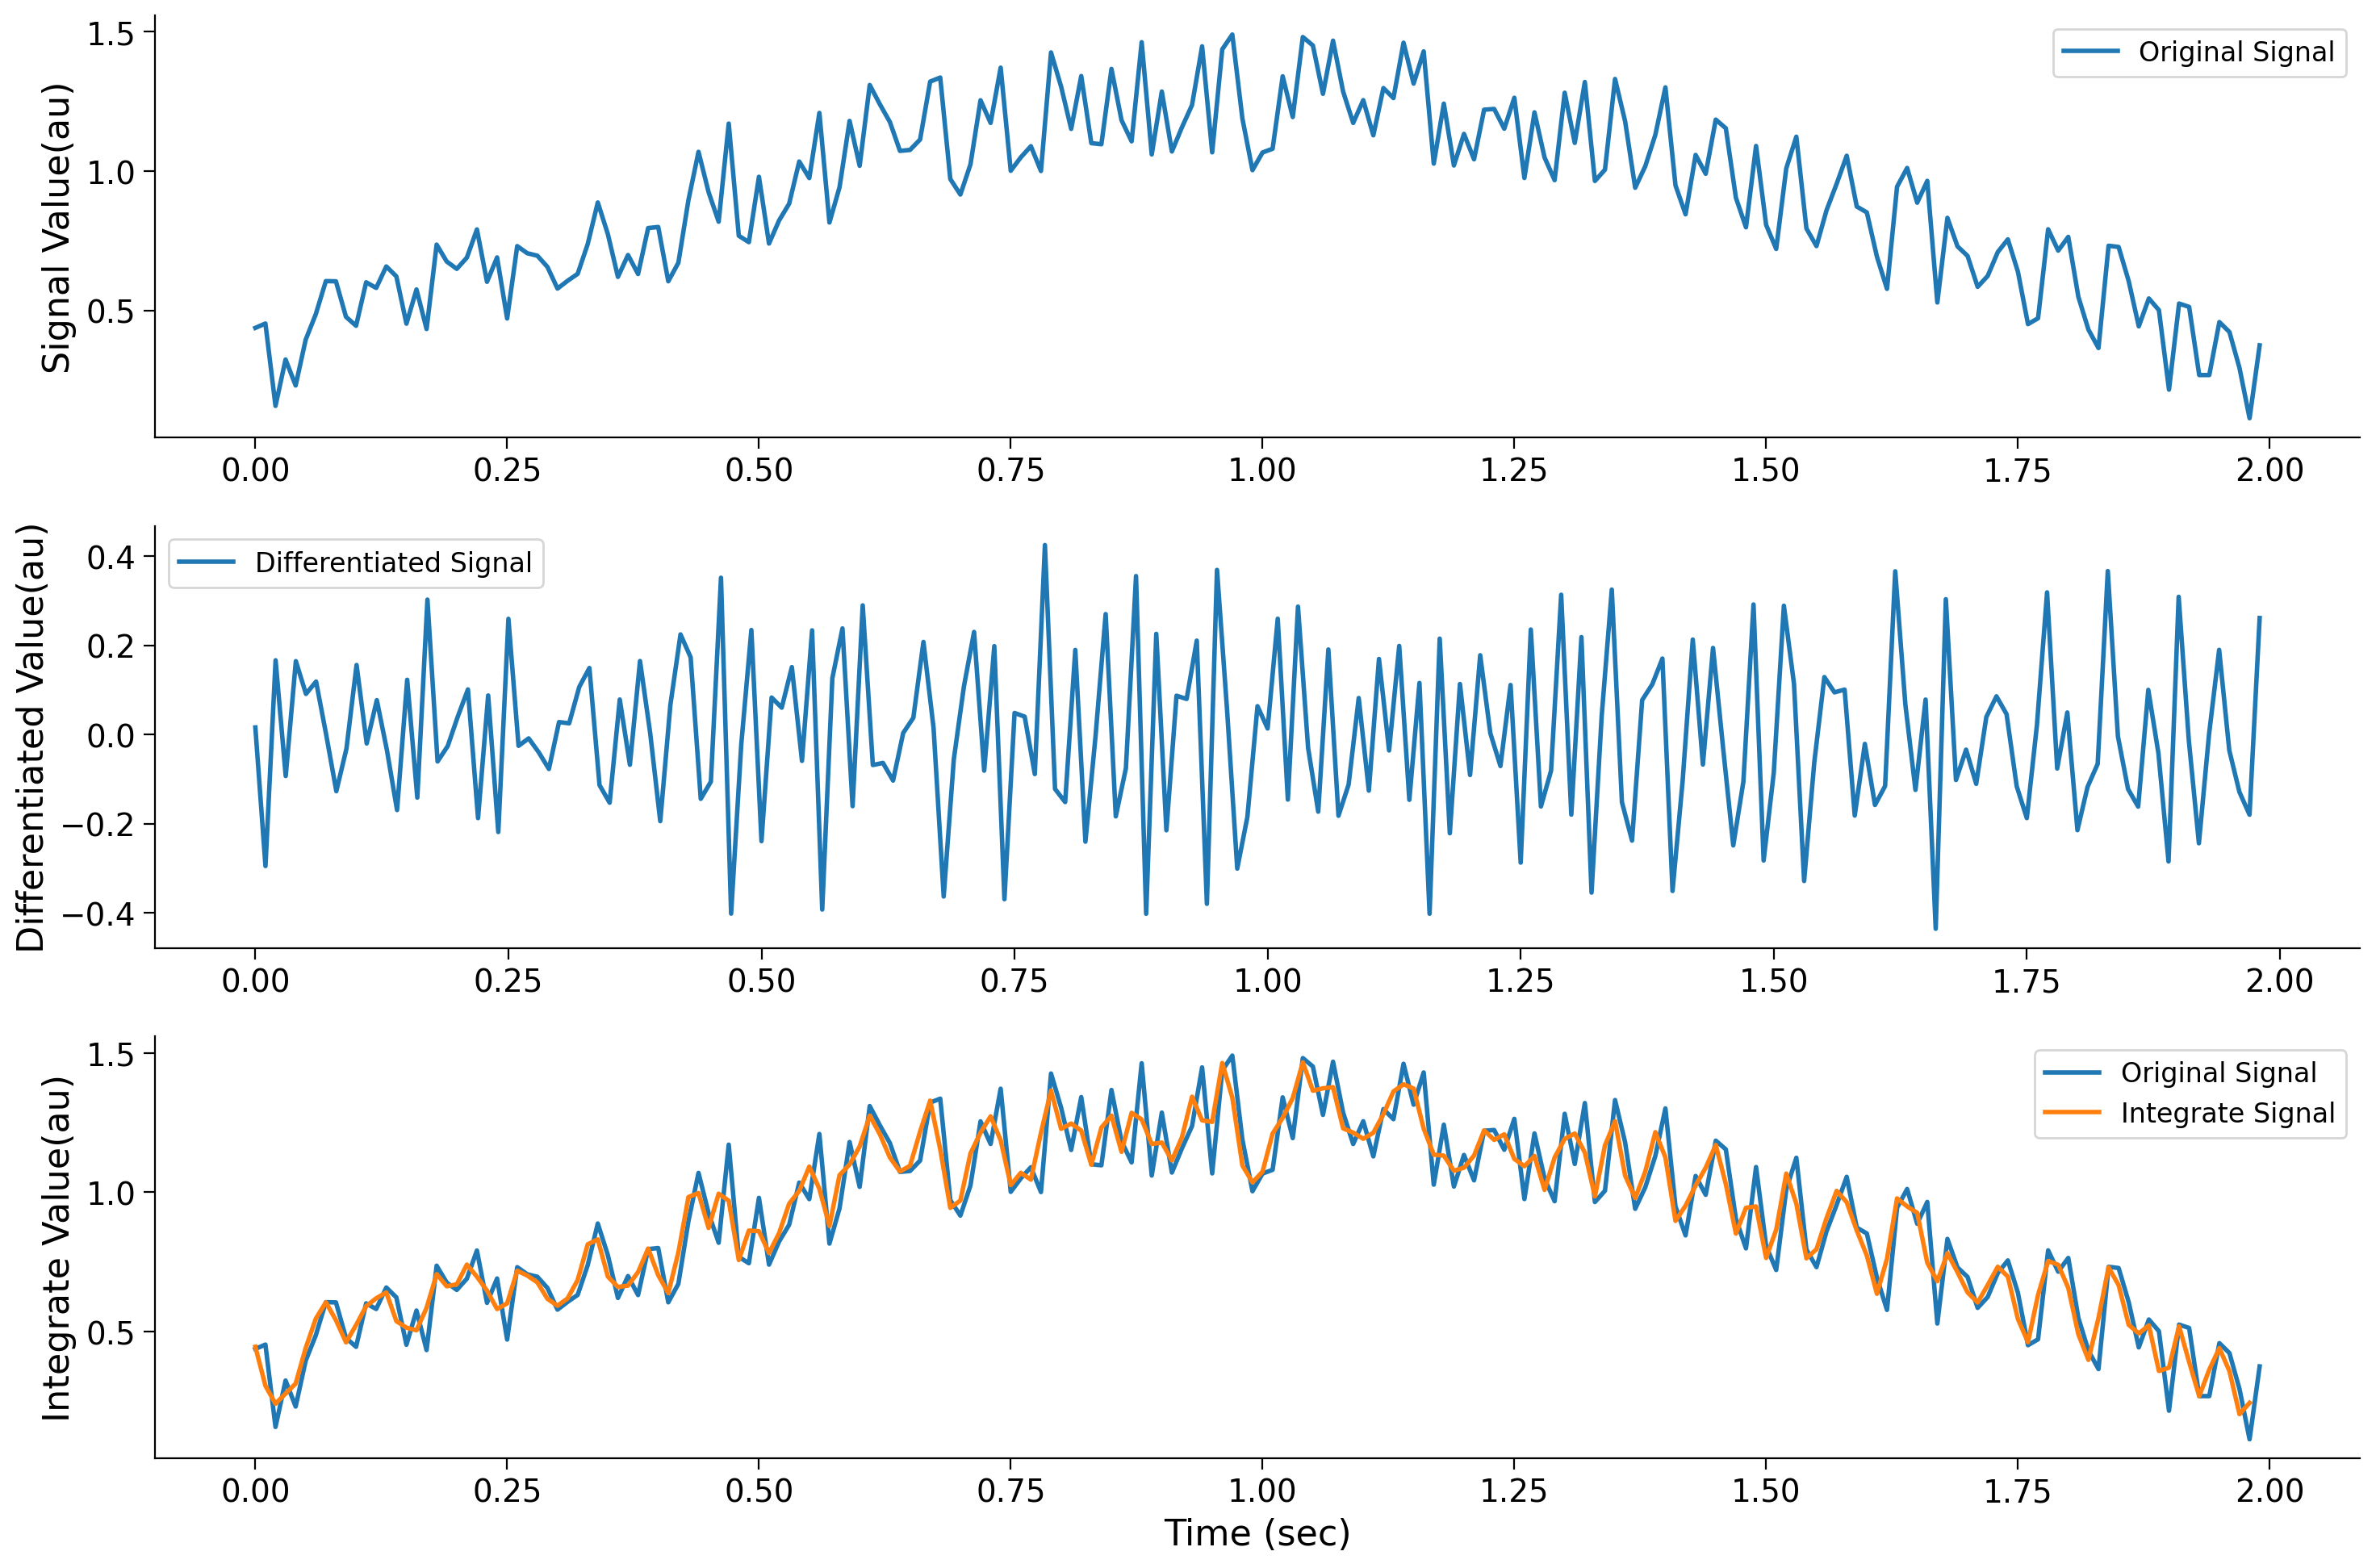 Signal Value(au)
1.5
1.0
0.5
Original Signal
0.00 0.25 0.50 0.75 1.00 1.25 1.50 1.75 2.00
Differentiated Value(au)
0.4
0.2
0.0
−0.2
−0.4
Differentiated Signal
0.00 0.25 0.50 0.75 1.00 1.25 1.50 1.75 2.00
Integrate Value(au)
1.5
1.0
0.5
Original Signal
Integrate Signal
0.00 0.25 0.50 0.75 1.00 1.25 1.50 1.75 2.00
Time (sec)